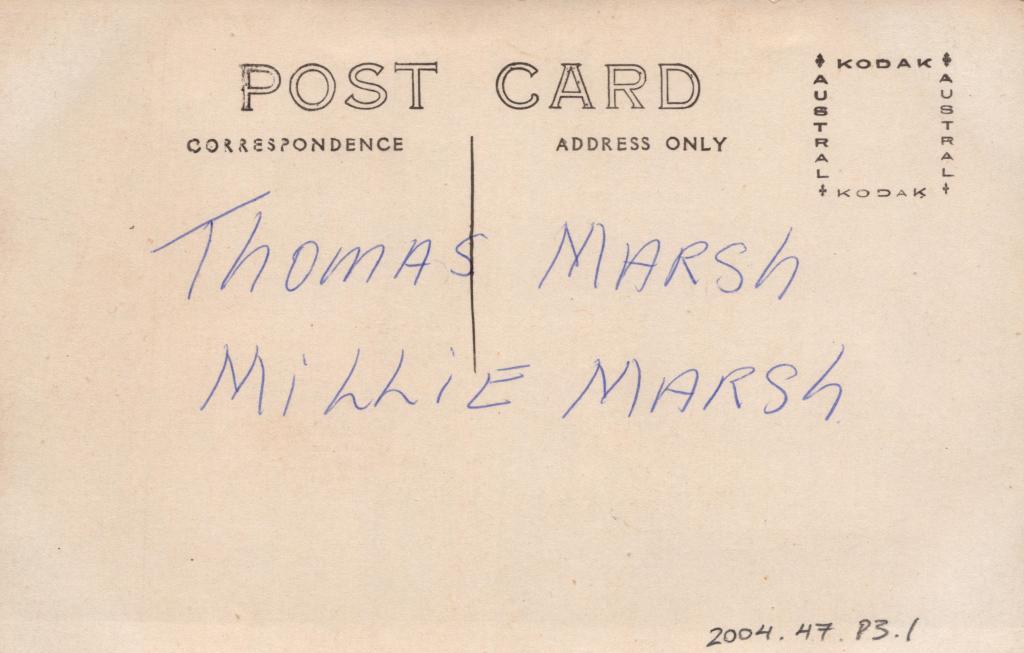 POST CARD
CORRESPONDENCE
ADDRESS ONLY
KODAK
AUSTRAL
AUSTRAL
KODAK
Thomas Marsh
Millie Marsh
2004.47.P3.1